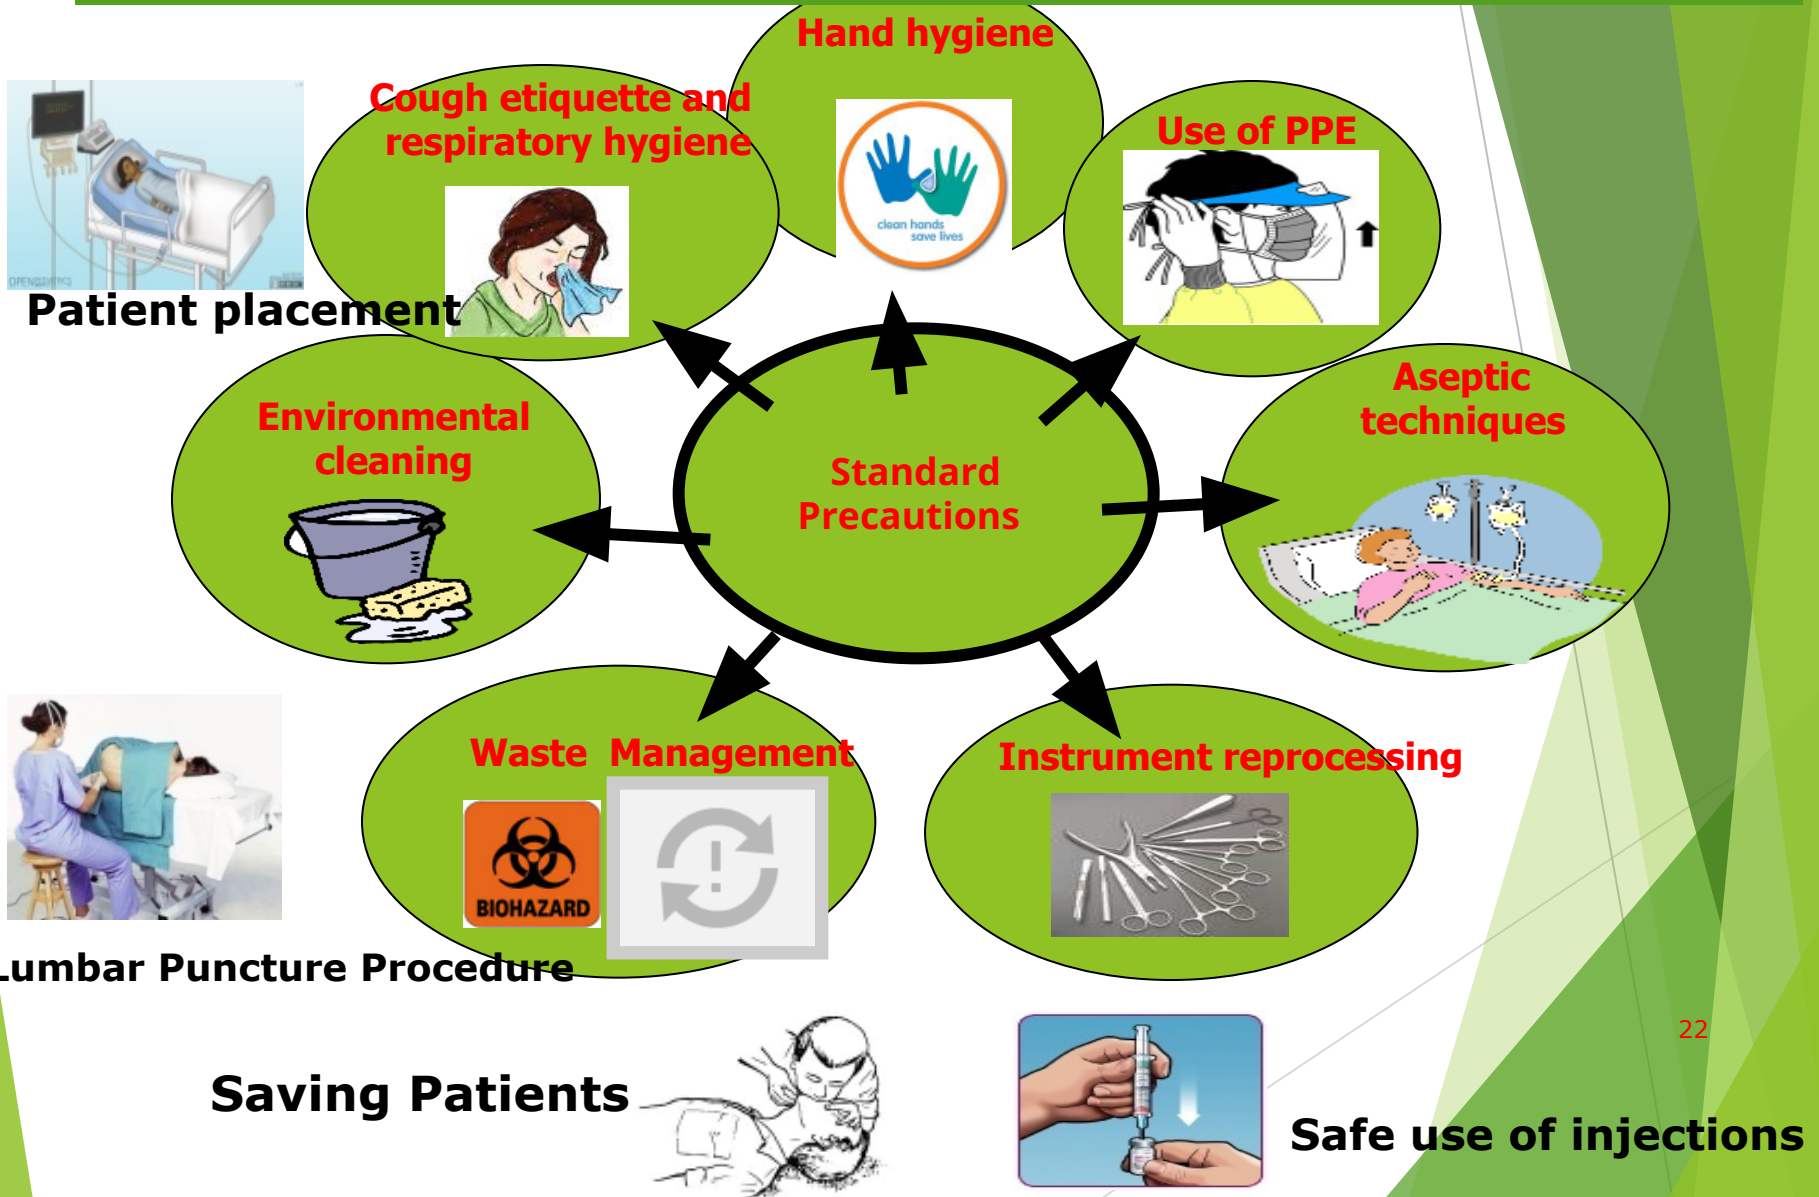 Hand hygiene
Cough etiquette and
respiratory hygiene
Use of PPE
clean hands
save lives
Patient placement
Aseptic
techniques
Environmental
cleaning
Standard
Precautions
Waste Management
Instrument reprocessing
BIOHAZARD
Lumbar Puncture Procedure
22
Saving Patients
Safe use of injections